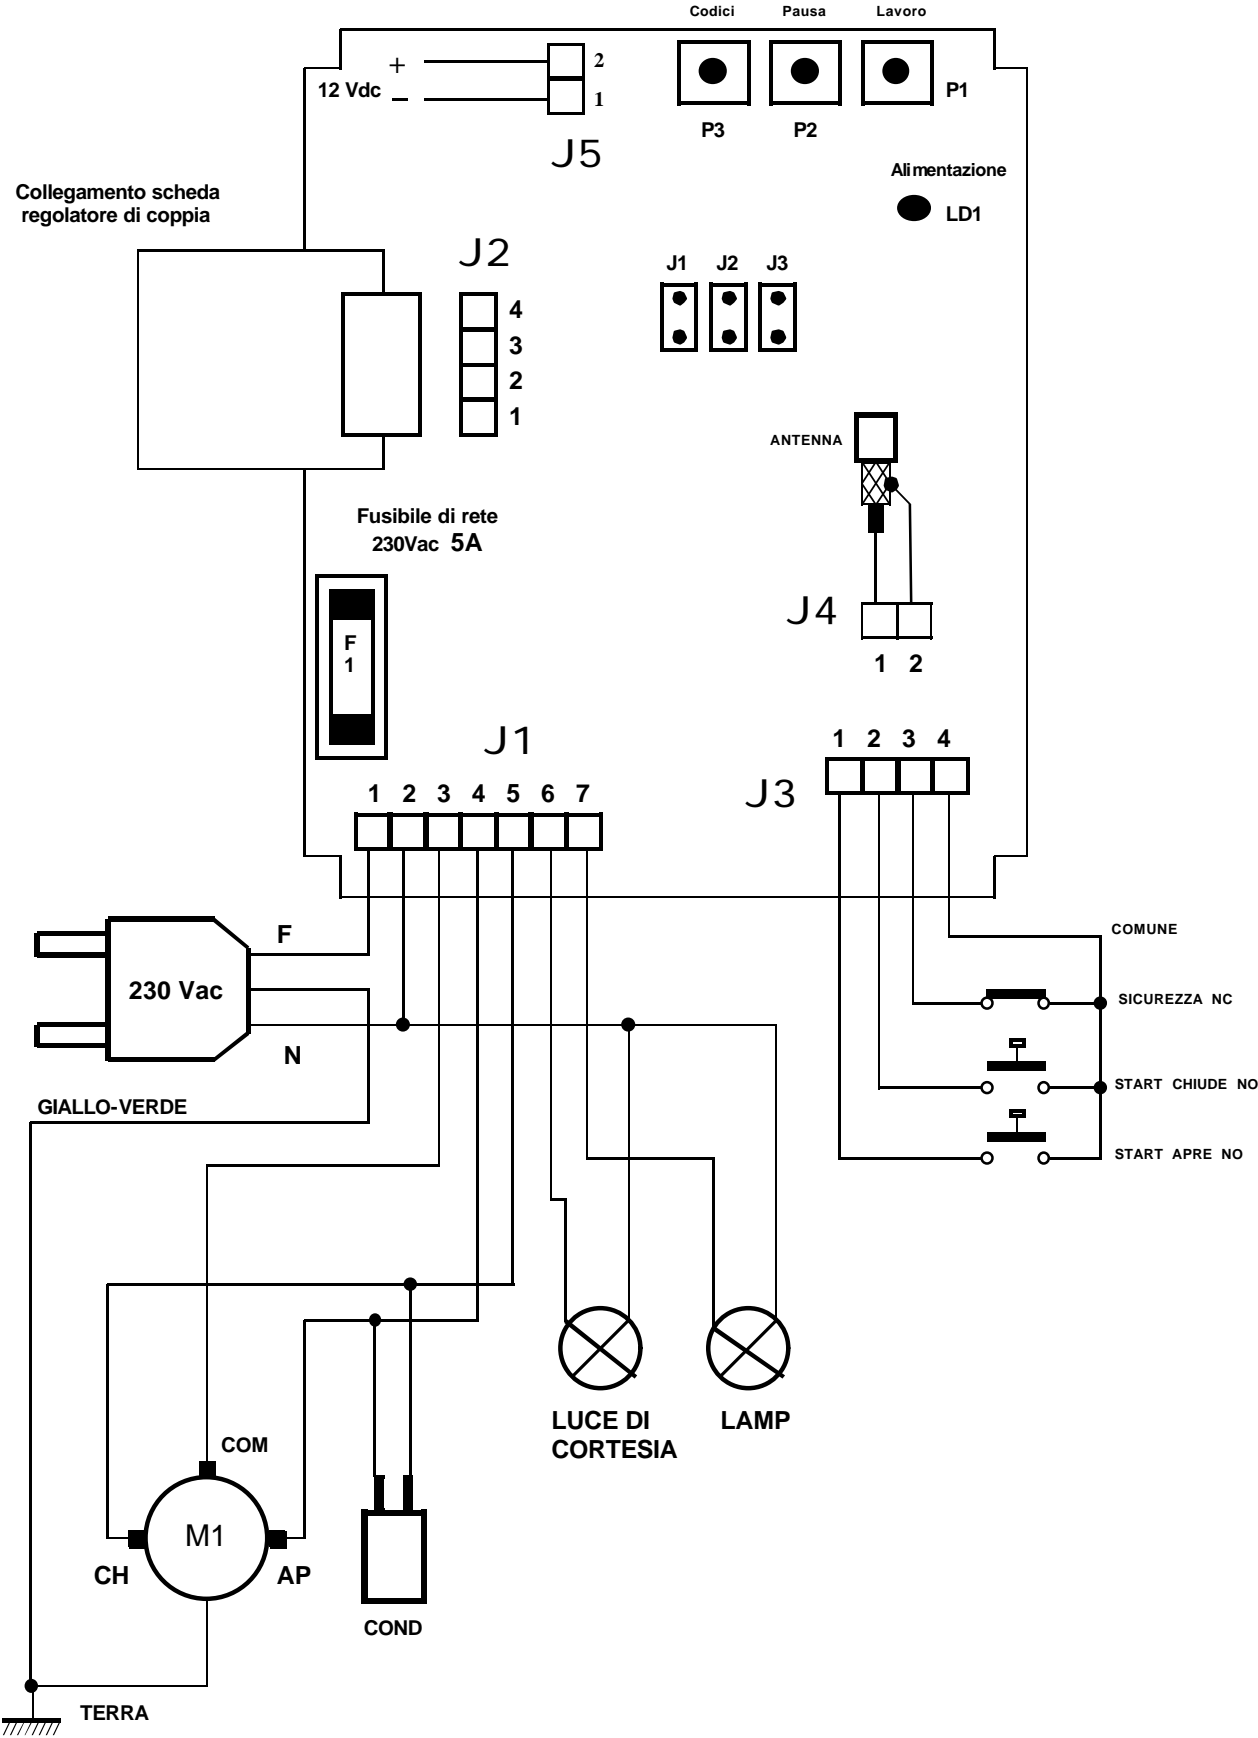 Codici Pausa Lavoro
+ 2
12 Vdc − 1
P1
P3 P2
J5
Alimentazione
LD1
Collegamento scheda
regolatore di coppia
J2
J1 J2 J3
4
3
2
1
ANTENNA
Fusibile di rete
230Vac 5A
J4
F
1
1 2
J1
1 2 3 4
J3
1 2 3 4 5 6 7
F
COMUNE
230 Vac
SICUREZZA NC
N
START CHIUDE NO
GIALLO-VERDE
START APRE NO
LUCE DI
CORTESIA
LAMP
COM
M1
CH AP
COND
TERRA